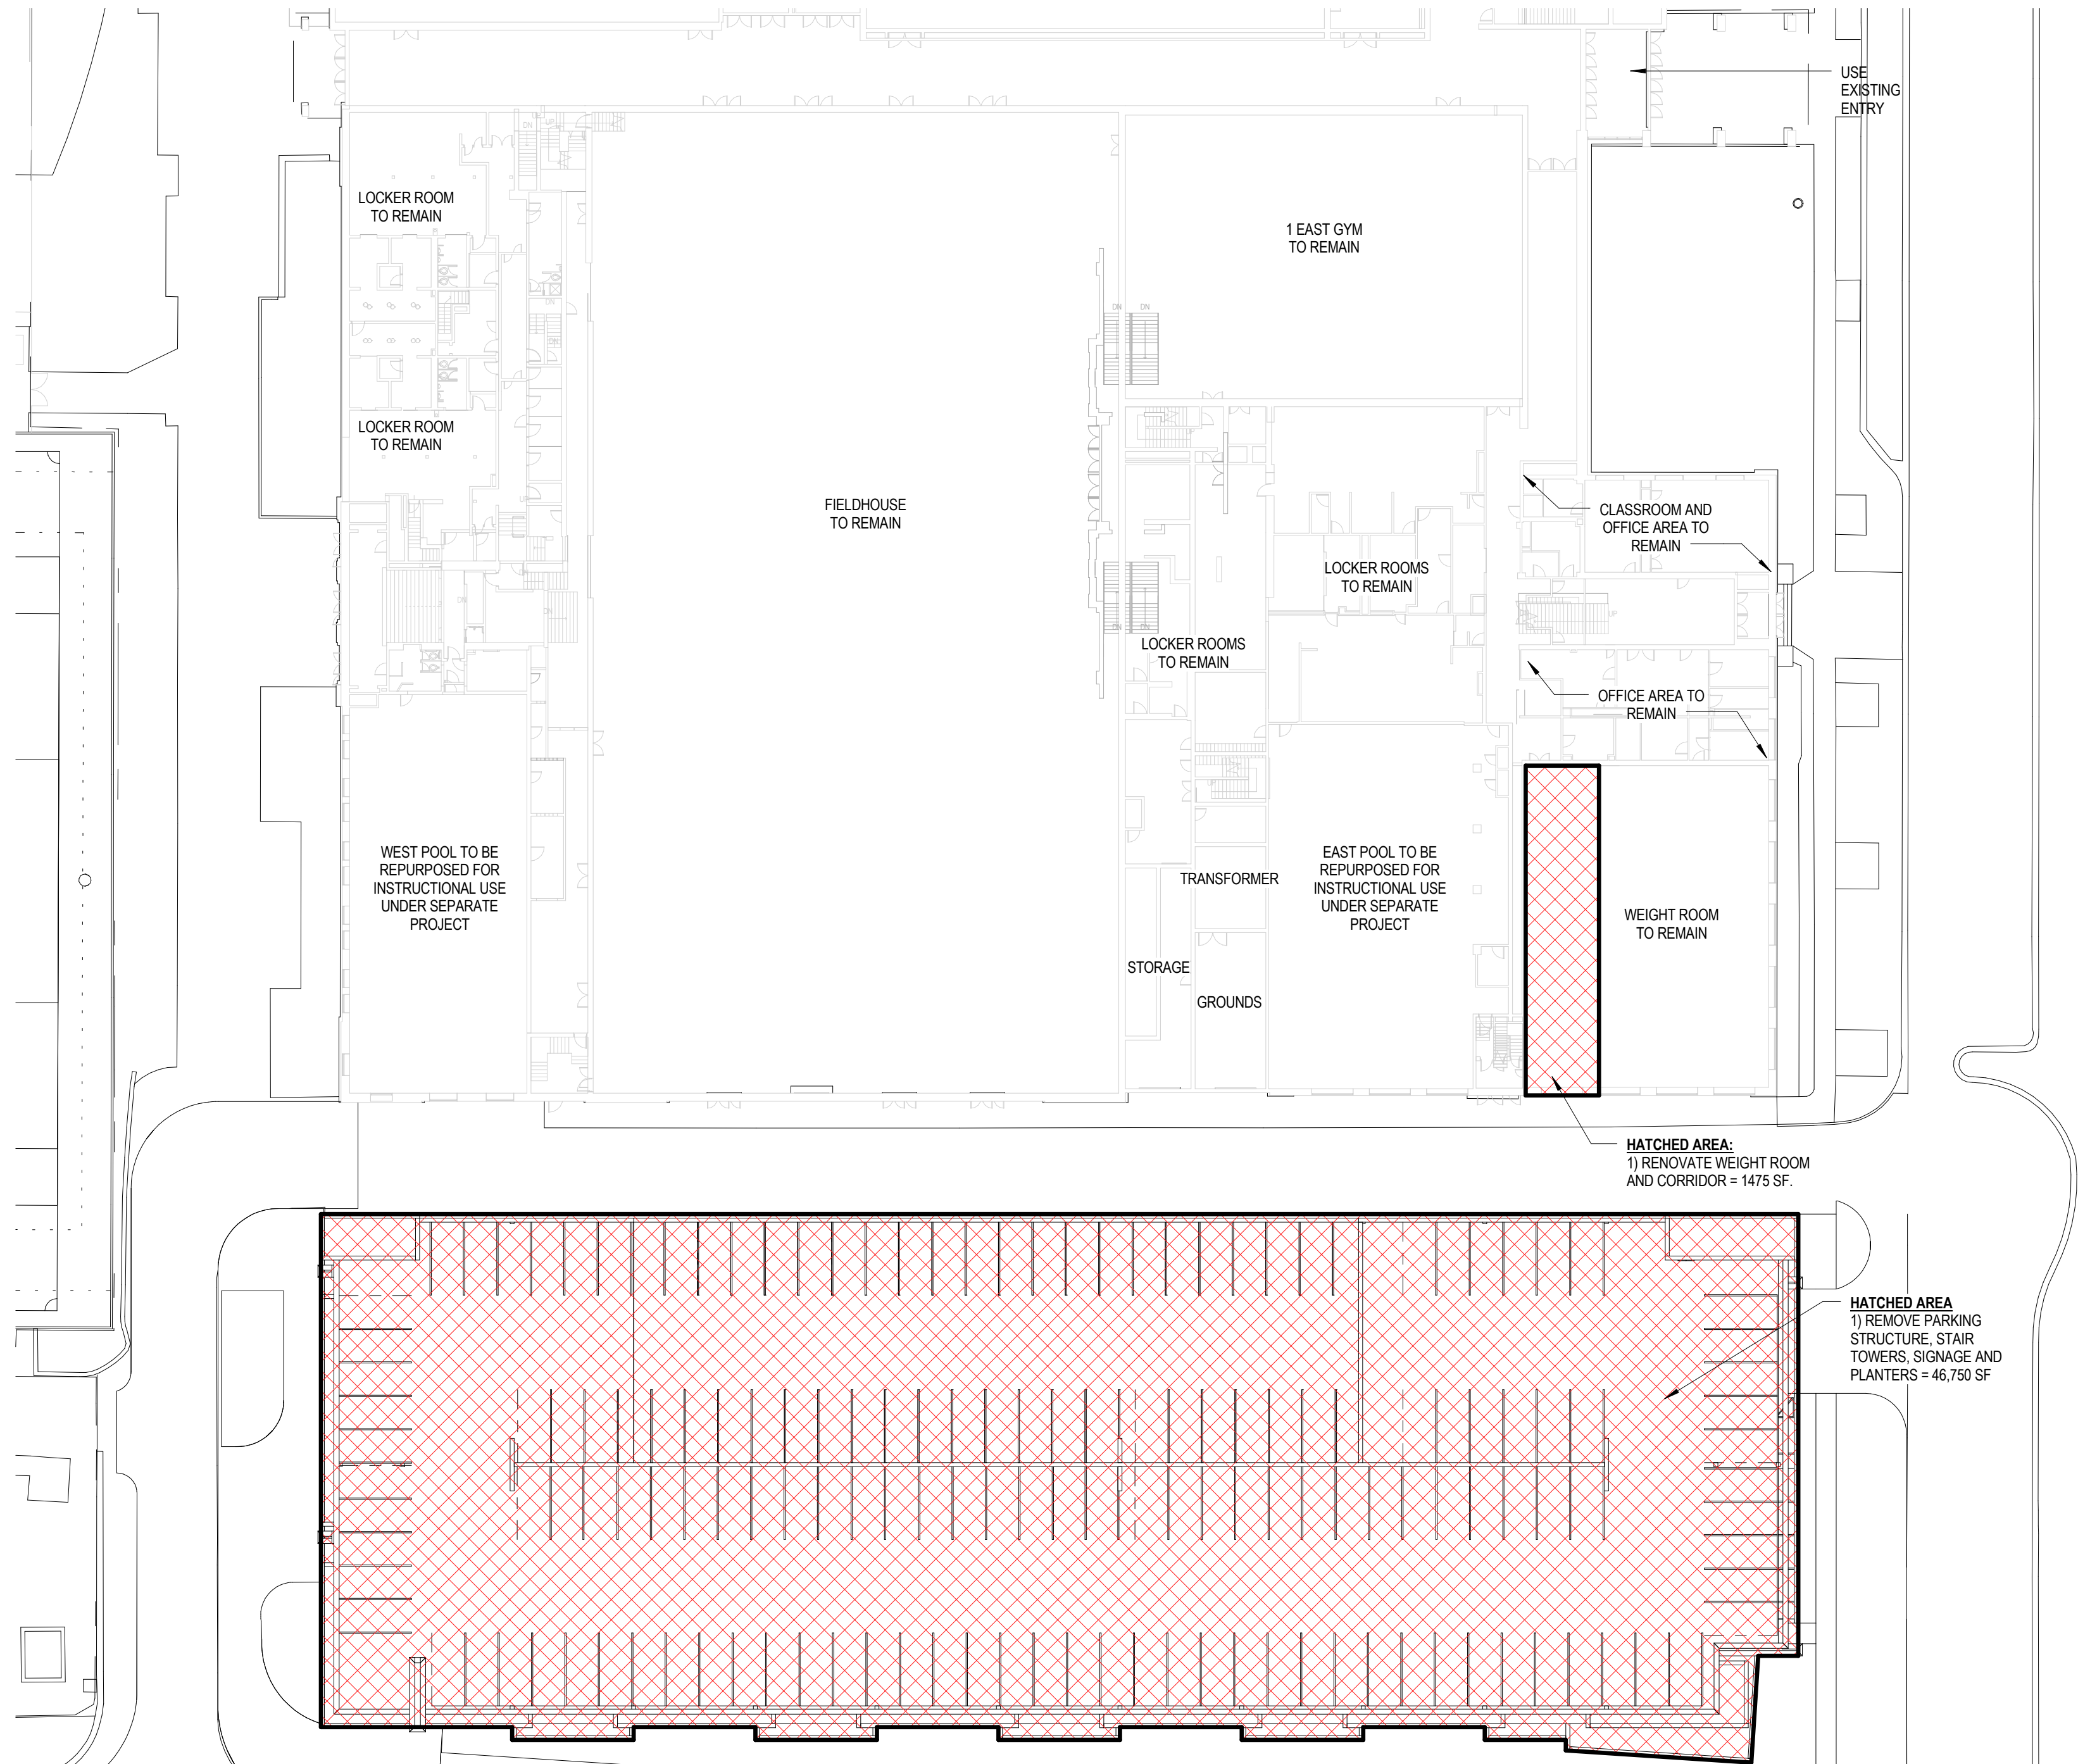 USE
EXISTING
ENTRY
LOCKER ROOM
TO REMAIN
1 EAST GYM
TO REMAIN
DN
DN
LOCKER ROOM
TO REMAIN
FIELDHOUSE
TO REMAIN
CLASSROOM AND
OFFICE AREA TO
REMAIN
LOCKER ROOMS
TO REMAIN
DN
DN
LOCKER ROOMS
TO REMAIN
OFFICE AREA TO
REMAIN
WEST POOL TO BE
REPURPOSED FOR
INSTRUCTIONAL USE
UNDER SEPARATE
PROJECT
TRANSFORMER
EAST POOL TO BE
REPURPOSED FOR
INSTRUCTIONAL USE
UNDER SEPARATE
PROJECT
WEIGHT ROOM
TO REMAIN
STORAGE
GROUNDS
HATCHED AREA:
1) RENOVATE WEIGHT ROOM
AND CORRIDOR = 1475 SF.
HATCHED AREA
1) REMOVE PARKING
STRUCTURE, STAIR
TOWERS, SIGNAGE AND
PLANTERS = 46,750 SF